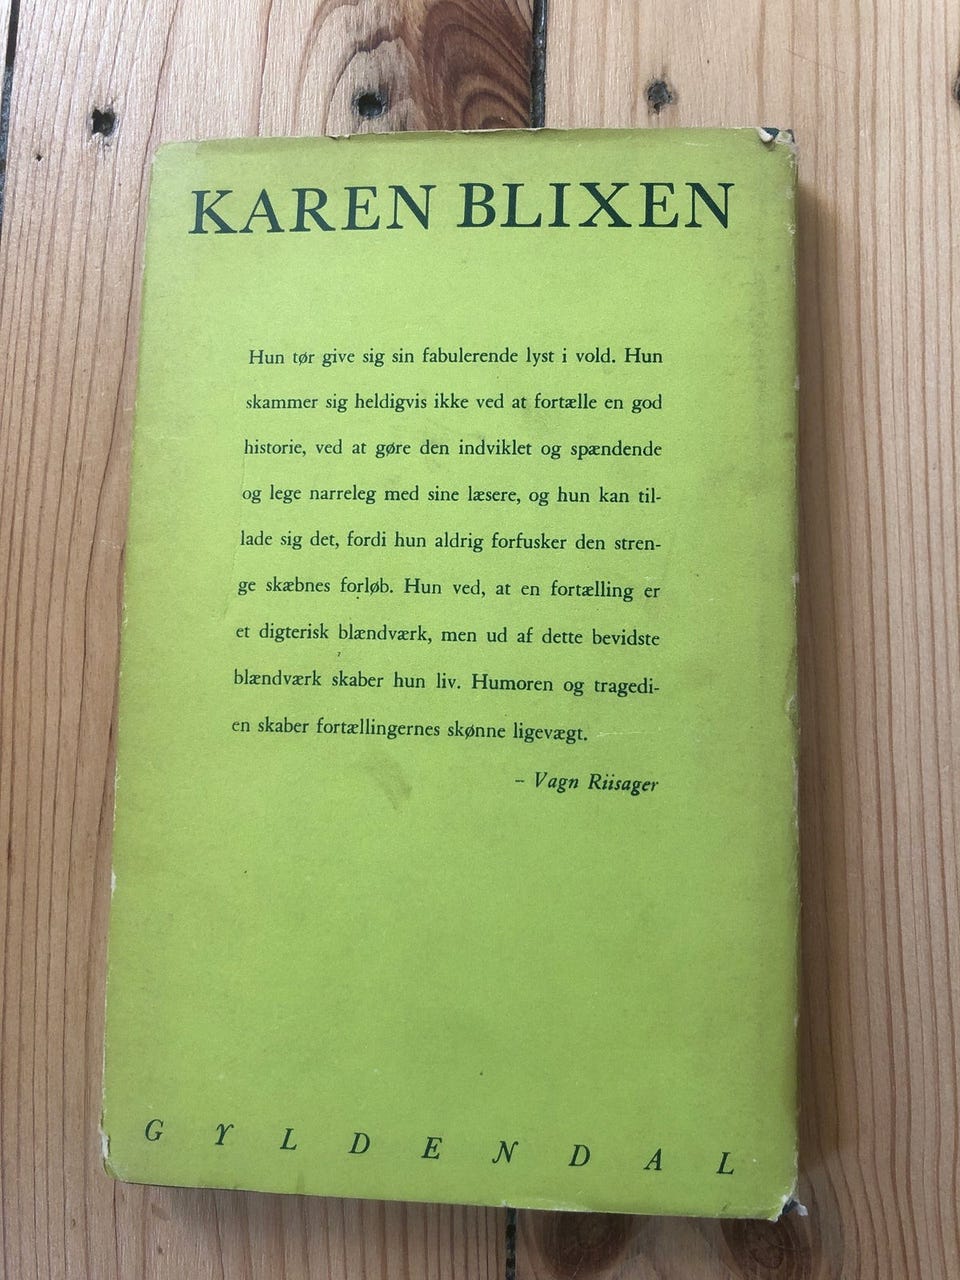 KAREN BLIXEN
Hun tør give sig sin fabulerende lyst i vold. Hun
skammer sig heldigvis ikke ved at fortælle en god
historie, ved at gøre den indviklet og spændende
og lege narreleg med sine læsere, og hun kan til-
lade sig det, fordi hun aldrig forfusker den stren-
ge skæbnes forløb. Hun ved, at en fortælling er
et digterisk blændværk, men ud af dette bevidste
blændværk skaber hun liv. Humoren og tragedi-
en skaber fortællingernes skønne ligevægt.
– Vagn Riisager
GYLDENDAL